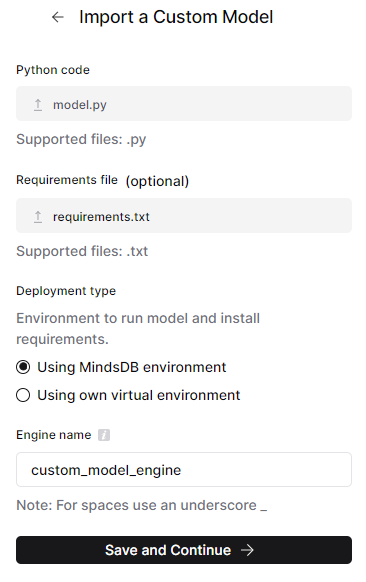 Import a Custom Model
Python code
model.py
Supported files: .py
Requirements file (optional)
requirements.txt
Supported files: .txt
Deployment type
Environment to run model and install
requirements.
Using MindsDB environment
Using own virtual environment
Engine name i
custom_model_engine
Note: For spaces use an underscore _
Save and Continue